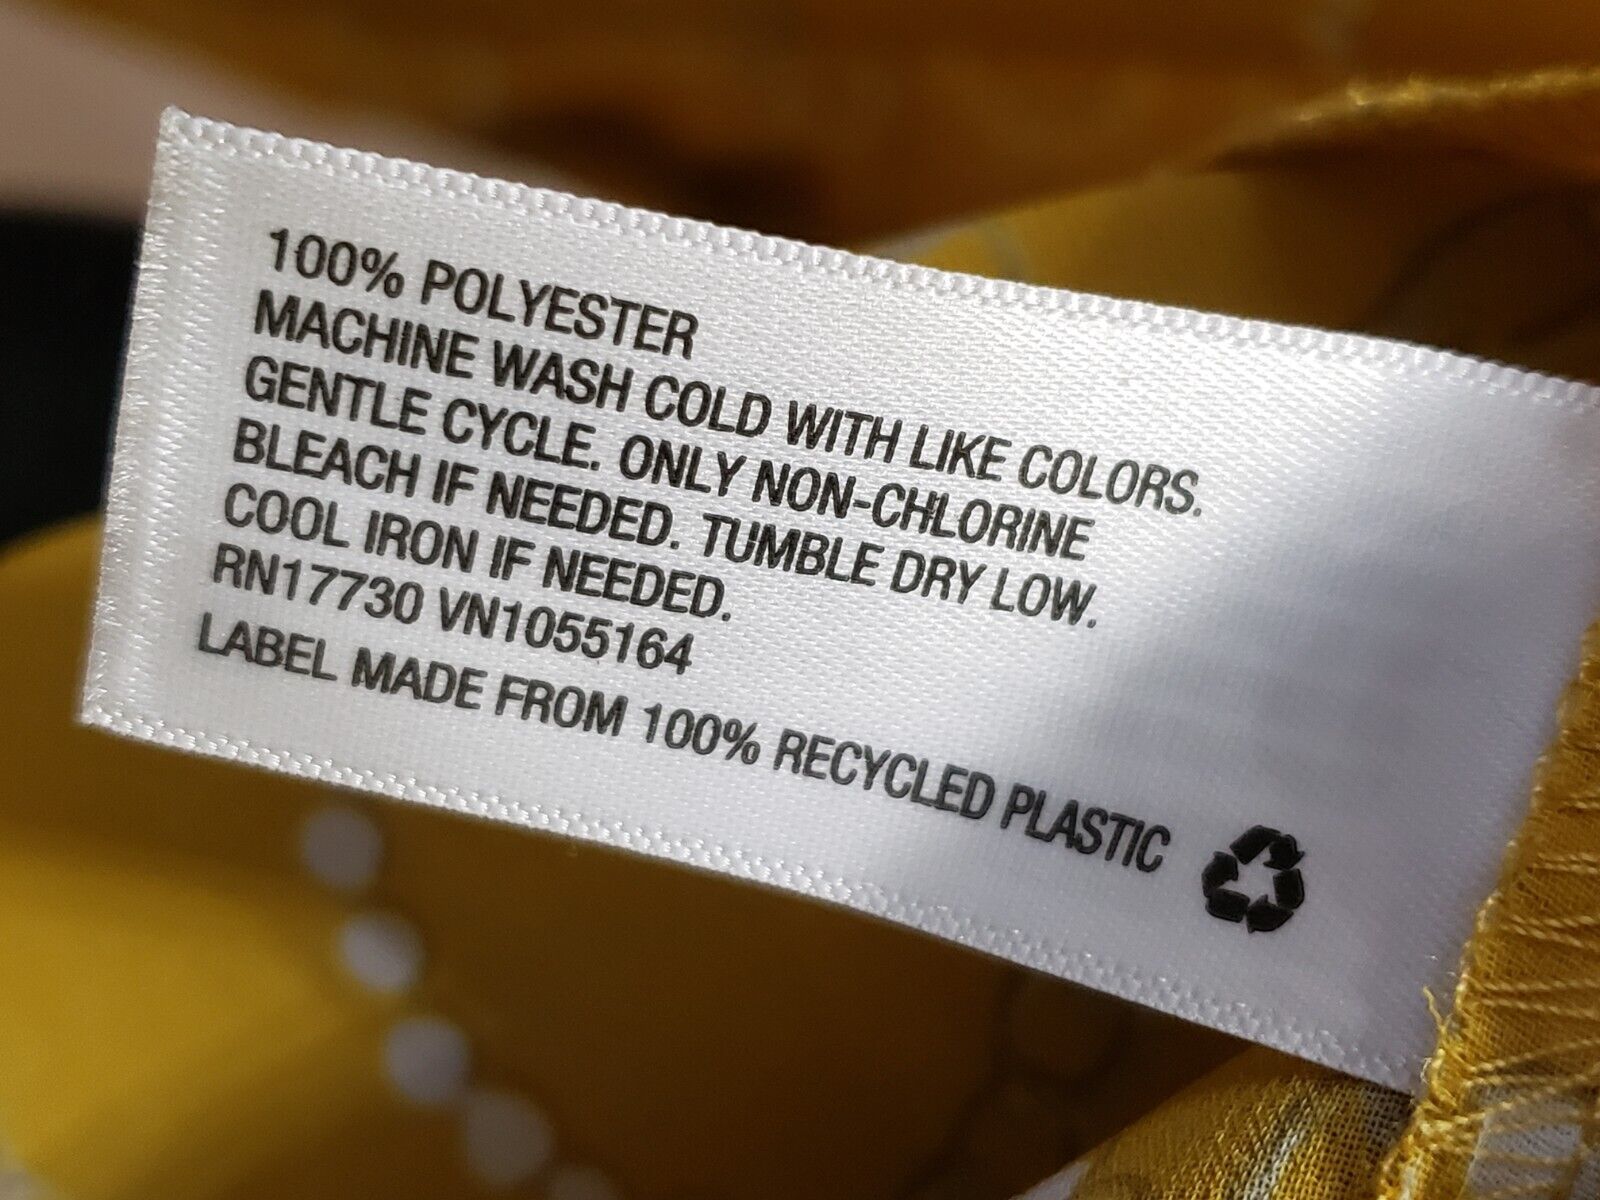 100% POLYESTER
MACHINE WASH COLD WITH LIKE COLORS.
GENTLE CYCLE. ONLY NON-CHLORINE
BLEACH IF NEEDED. TUMBLE DRY LOW.
COOL IRON IF NEEDED.
RN17730 VN1055164
LABEL MADE FROM 100% RECYCLED PLASTIC